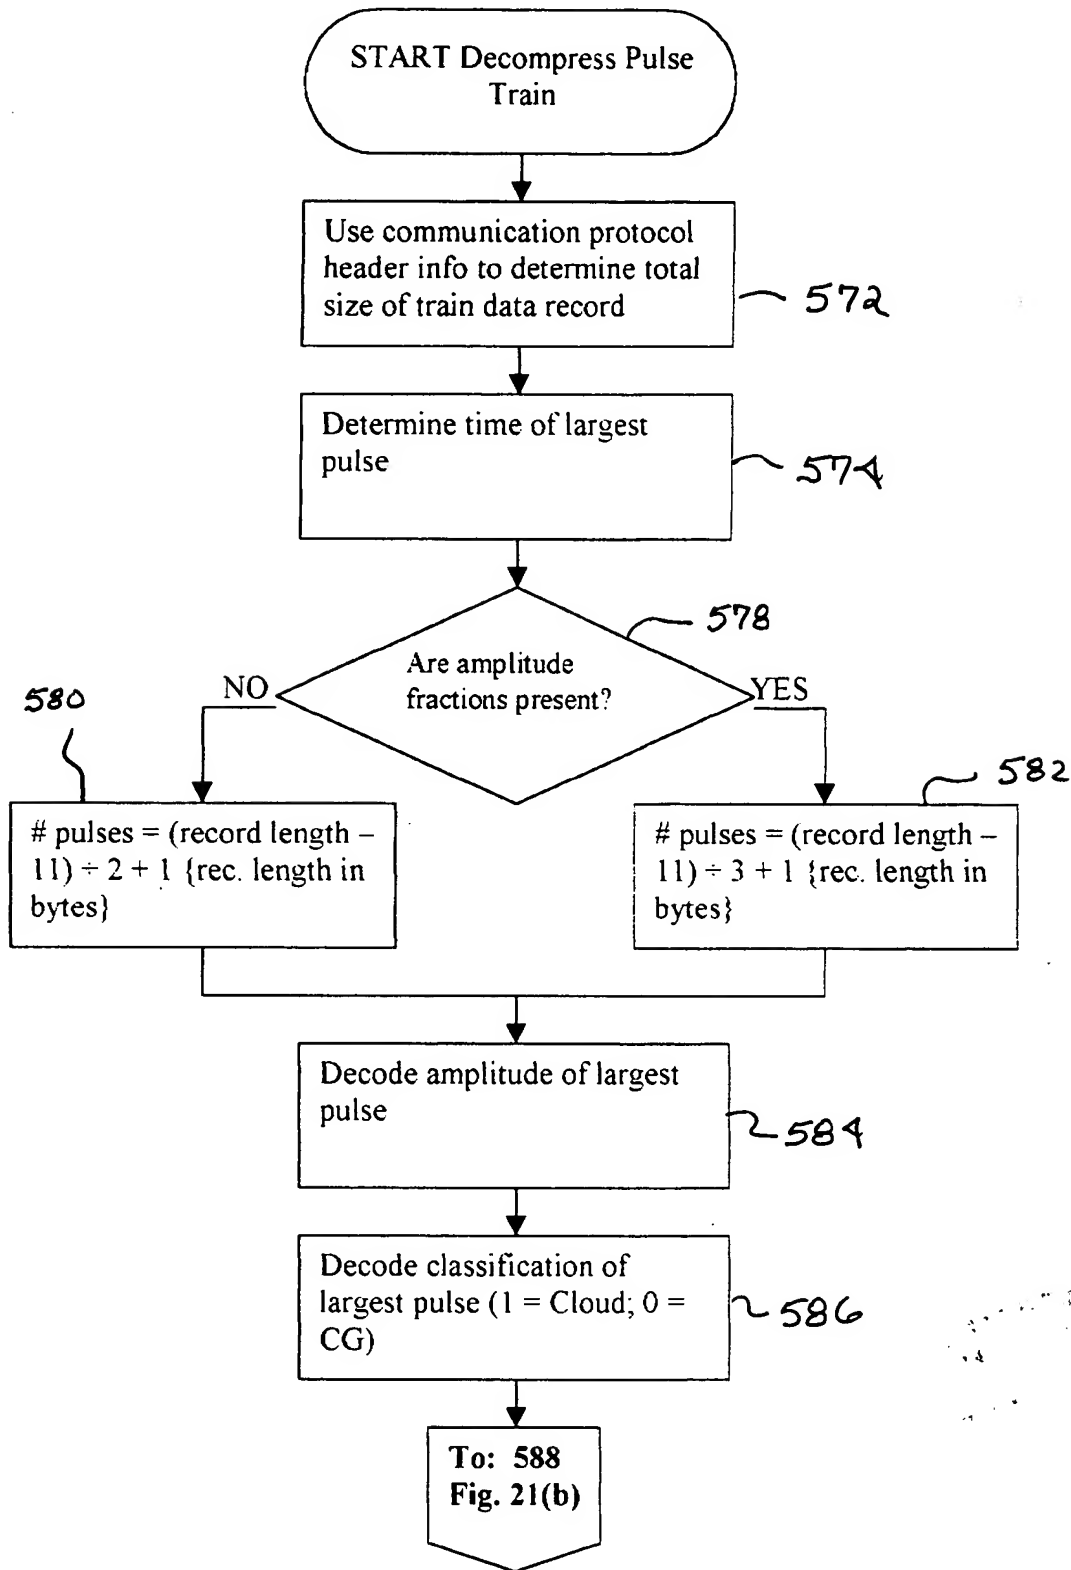 START Decompress Pulse
Train
Use communication protocol
header info to determine total
size of train data record
572
Determine time of largest
pulse
574
578
Are amplitude
fractions present?
NO
YES
580
582
# pulses = (record length –
11) ÷ 2 + 1 {rec. length in
bytes}
# pulses = (record length –
11) ÷ 3 + 1 {rec. length in
bytes}
Decode amplitude of largest
pulse
584
Decode classification of
largest pulse (1 = Cloud; 0 =
CG)
586
To: 588
Fig. 21(b)